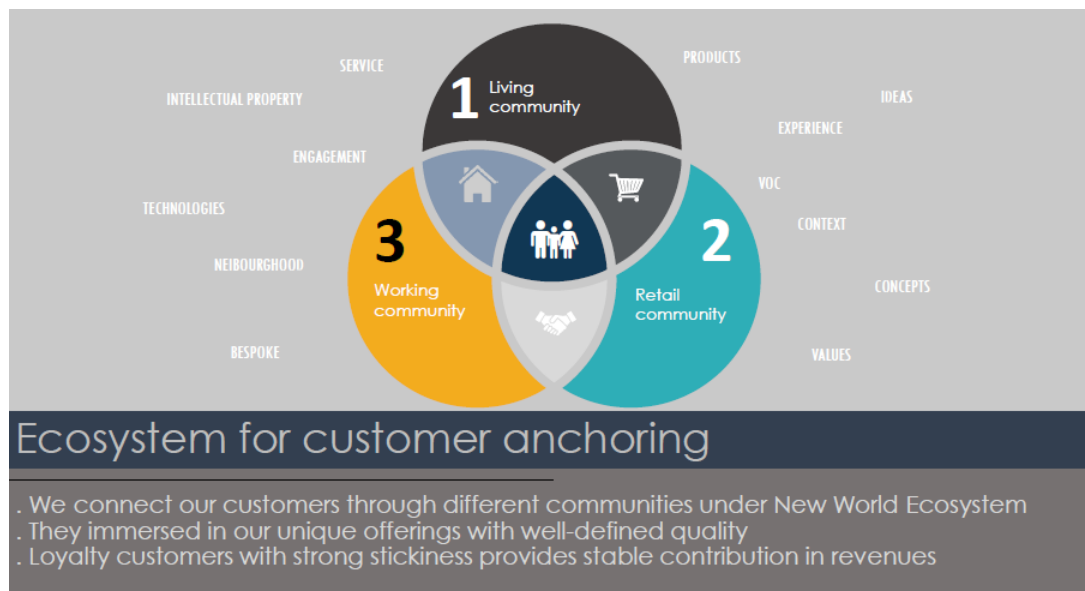 SERVICE
PRODUCTS
INTELLECTUAL PROPERTY
IDEAS
EXPERIENCE
ENGAGEMENT
VOC
TECHNOLOGIES
CONTEXT
NEIBOURGHOOD
CONCEPTS
BESPOKE
VALUES
1 Living
community
2
Retail
community
3
Working
community
Ecosystem for customer anchoring
. We connect our customers through different communities under New World Ecosystem
. They immersed in our unique offerings with well-defined quality
. Loyalty customers with strong stickiness provides stable contribution in revenues